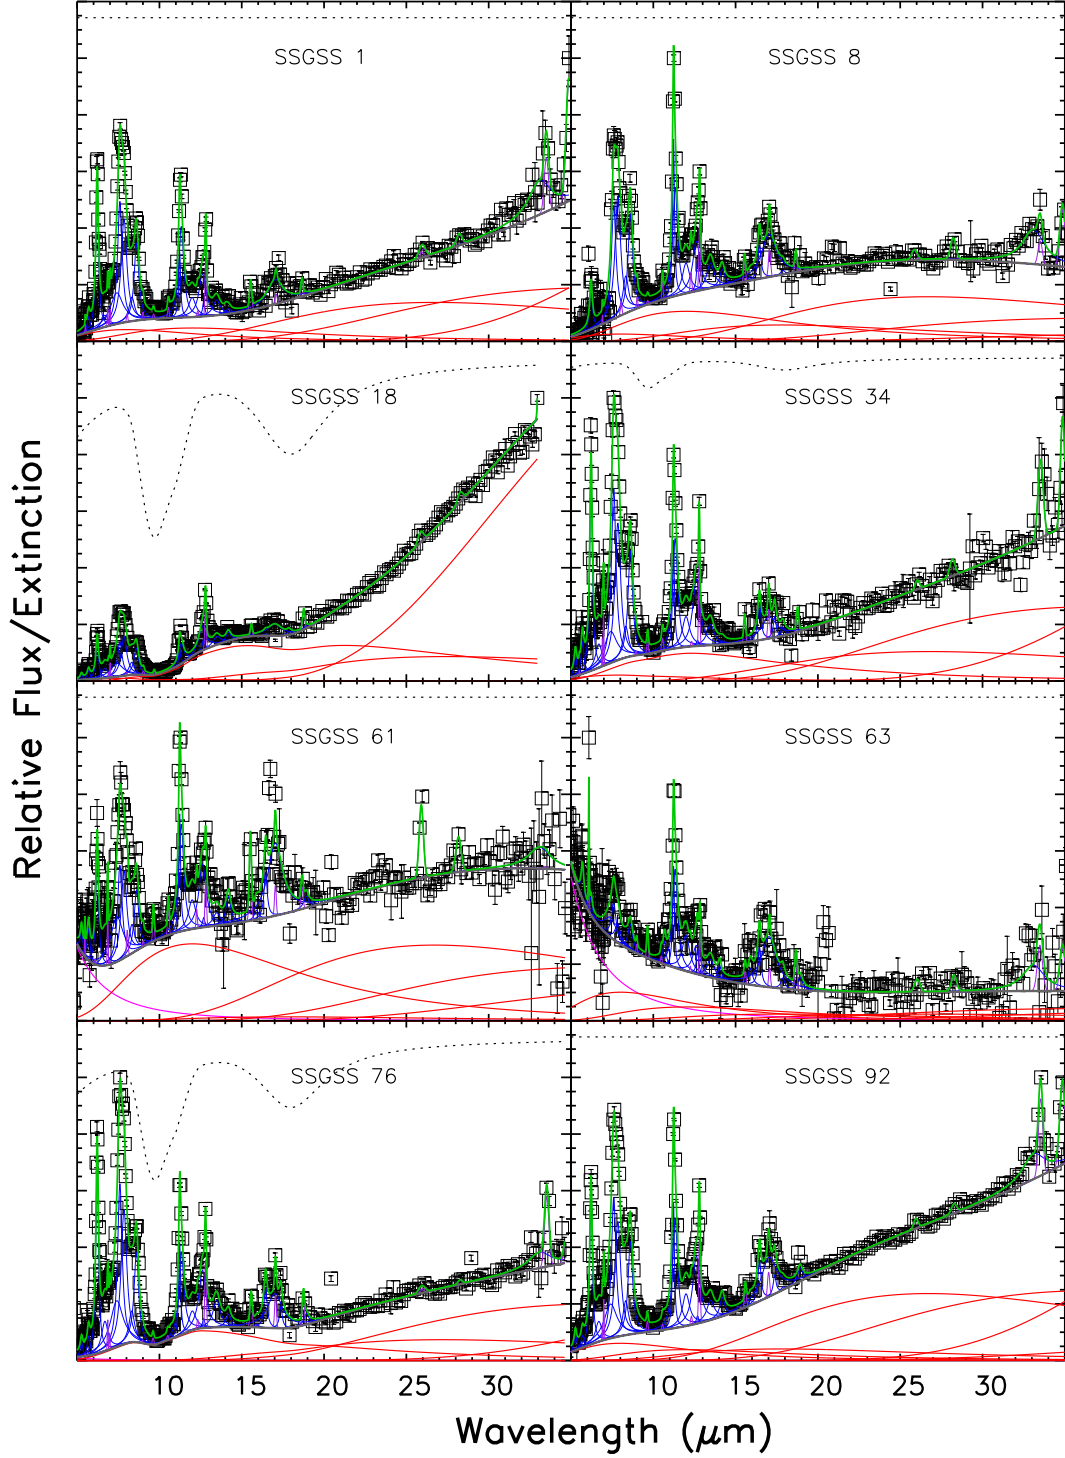 SSGSS 1
SSGSS 8
SSGSS 18
SSGSS 34
SSGSS 61
SSGSS 63
SSGSS 76
SSGSS 92
Relative Flux/Extinction
10 15 20 25 30
10 15 20 25 30
Wavelength (μm)